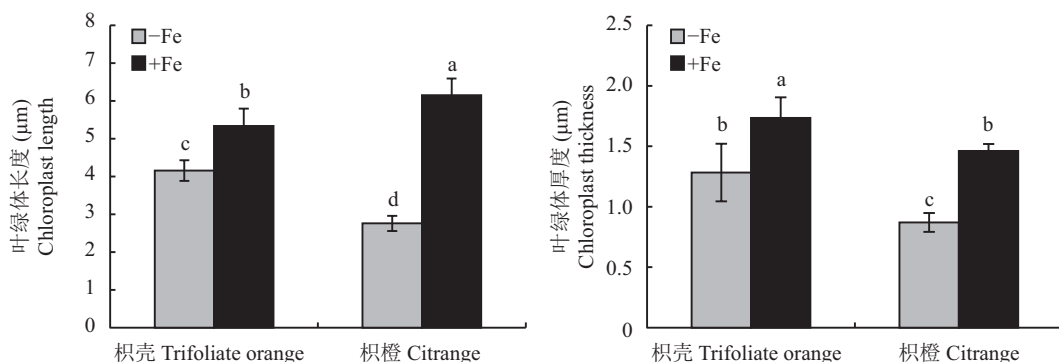 叶绿体长度 (μm)
Chloroplast length
8
7
6
5
4
3
2
1
0
−Fe
+Fe
c
b
d
a
枳壳 Trifoliate orange
枳橙 Citrange
叶绿体厚度 (μm)
Chloroplast thickness
2.5
2.0
1.5
1.0
0.5
0
−Fe
+Fe
b
a
c
b
枳壳 Trifoliate orange
枳橙 Citrange